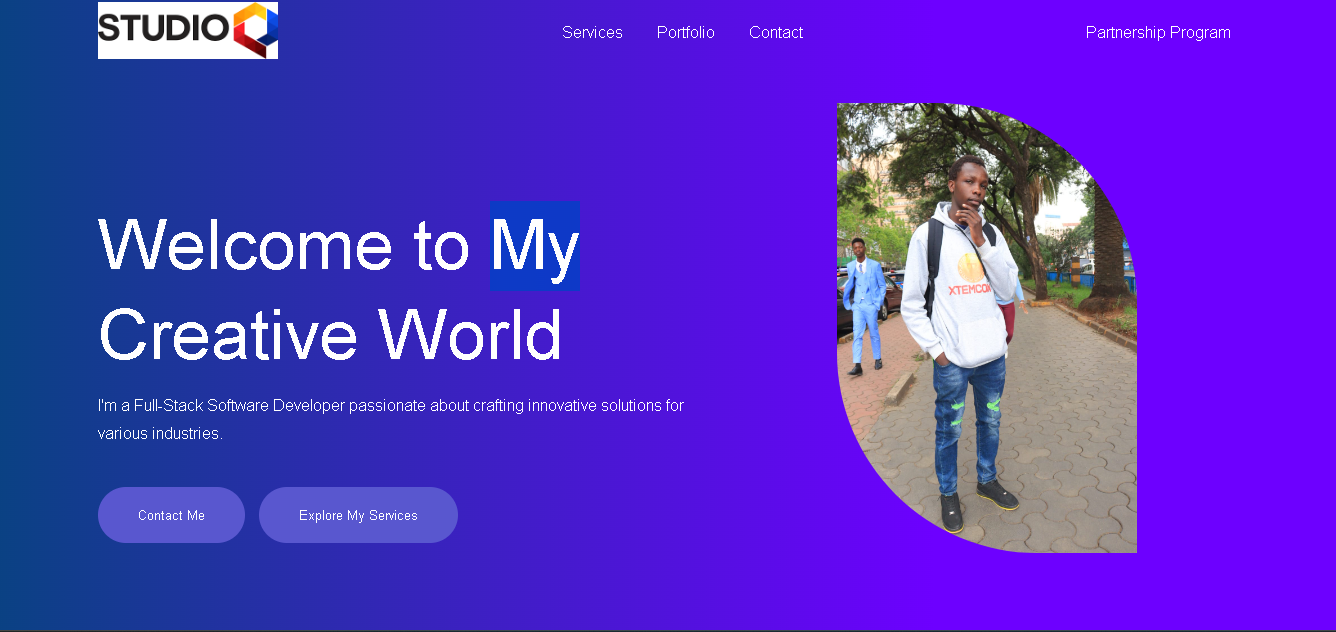 STUDIO
Services Portfolio Contact Partnership Program
Welcome to My
Creative World
I'm a Full-Stack Software Developer passionate about crafting innovative solutions for
various industries.
Contact Me Explore My Services
XTEMCON